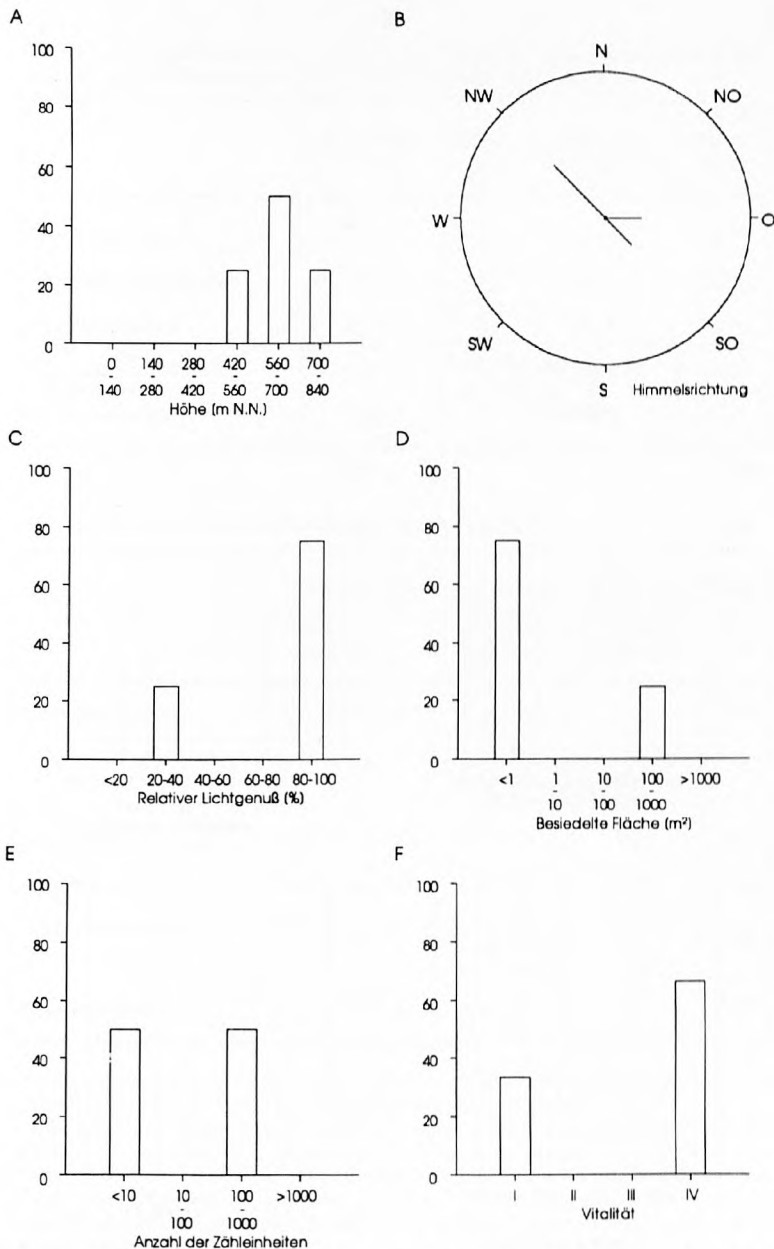 A
100
80
60
40
20
0
0 140 280 420 560 700
- - - - - -
140 280 420 560 700 840
Höhe (m N.N.)
B
N
NW NO
W O
SW SO
S Himmelsrichtung
C
100
80
60
40
20
0
<20 20-40 40-60 60-80 80-100
Relativer Lichtgenuß (%)
D
100
80
60
40
20
0
<1 1 10 100 >1000
- - -
10 100 1000
Besiedelte Fläche (m²)
E
100
80
60
40
20
0
<10 10 100 >1000
- -
100 1000
Anzahl der Zähleinheiten
F
100
80
60
40
20
0
I II III IV
Vitalität